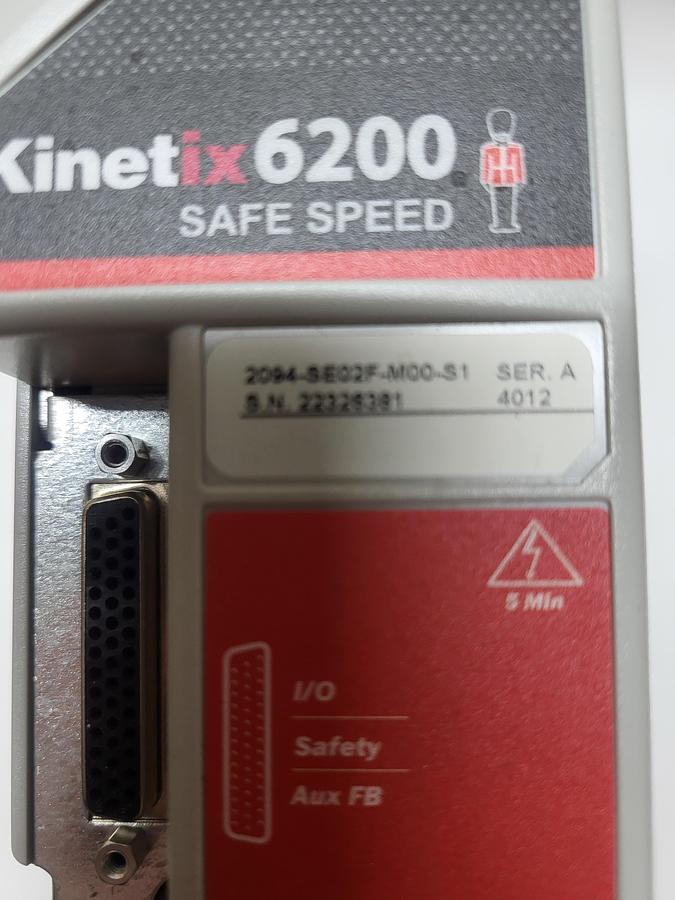 Kinetix 6200
SAFE SPEED
2094-SE02F-M00-S1 SER. A
S.N. 22326381 4012
5 Min
I/O
Safety
Aux FB